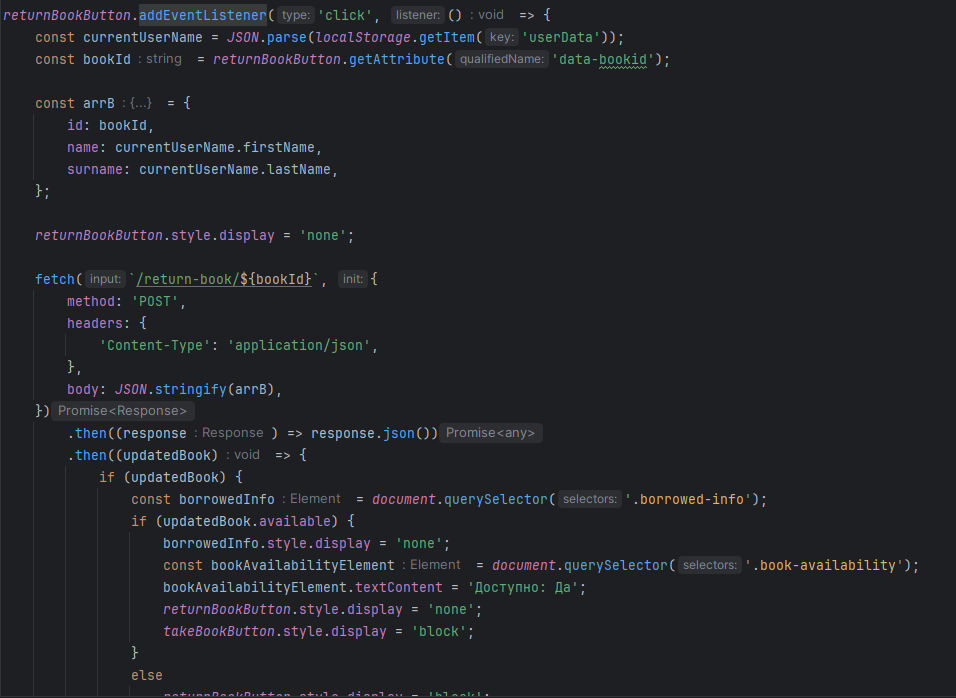 returnBookButton.addEventListener( type: 'click', listener: () : void => {
const currentUserName = JSON.parse(localStorage.getItem( key: 'userData'));
const bookId : string = returnBookButton.getAttribute( qualifiedName: 'data-bookid');
const arrB : {...} = {
id: bookId,
name: currentUserName.firstName,
surname: currentUserName.lastName,
};
returnBookButton.style.display = 'none';
fetch( input: `/return-book/${bookId}`, init: {
method: 'POST',
headers: {
'Content-Type': 'application/json',
},
body: JSON.stringify(arrB),
}) Promise<Response>
.then((response : Response ) => response.json()) Promise<any>
.then((updatedBook) : void => {
if (updatedBook) {
const borrowedInfo : Element = document.querySelector( selectors: '.borrowed-info');
if (updatedBook.available) {
borrowedInfo.style.display = 'none';
const bookAvailabilityElement : Element = document.querySelector( selectors: '.book-availability');
bookAvailabilityElement.textContent = 'Доступно: Да';
returnBookButton.style.display = 'none';
takeBookButton.style.display = 'block';
}
else
returnBookButton.style.display = 'block';